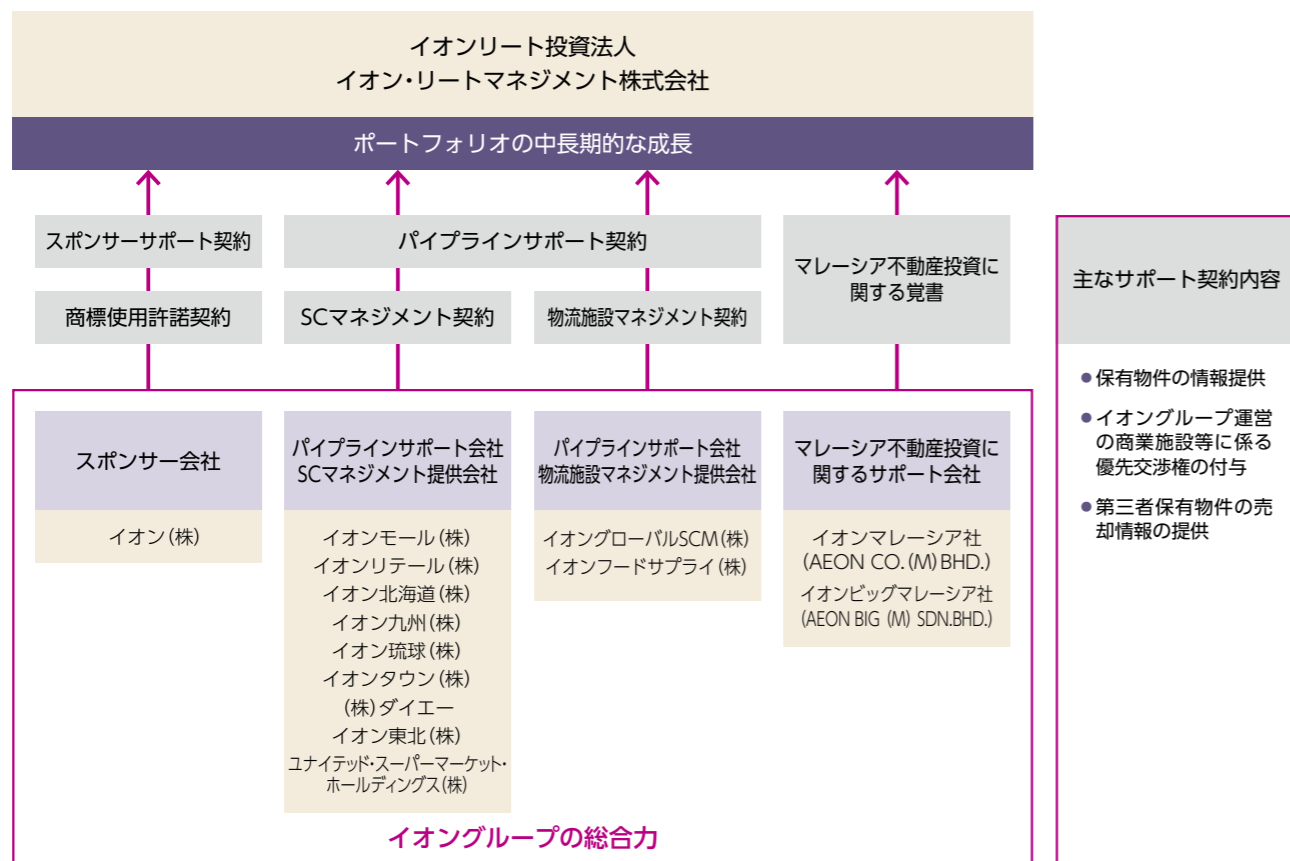 イオンリート投資法人
イオン・リートマネジメント株式会社
ポートフォリオの中長期的な成長
スポンサーサポート契約
パイプラインサポート契約
マレーシア不動産投資に
関する覚書
商標使用許諾契約
SCマネジメント契約
物流施設マネジメント契約
スポンサー会社
イオン(株)
パイプラインサポート会社
SCマネジメント提供会社
イオンモール(株)
イオンリテール(株)
イオン北海道(株)
イオン九州(株)
イオン琉球(株)
イオンタウン(株)
(株)ダイエー
イオン東北(株)
ユナイテッド・スーパーマーケット・
ホールディングス(株)
パイプラインサポート会社
物流施設マネジメント提供会社
イオングローバルSCM(株)
イオンフードサプライ(株)
マレーシア不動産投資に
関するサポート会社
イオンマレーシア社
(AEON CO.(M)BHD.)
イオンビッグマレーシア社
(AEON BIG (M) SDN.BHD.)
イオングループの総合力
主なサポート契約内容
●保有物件の情報提供
●イオングループ運営
の商業施設等に係る
優先交渉権の付与
●第三者保有物件の売
却情報の提供